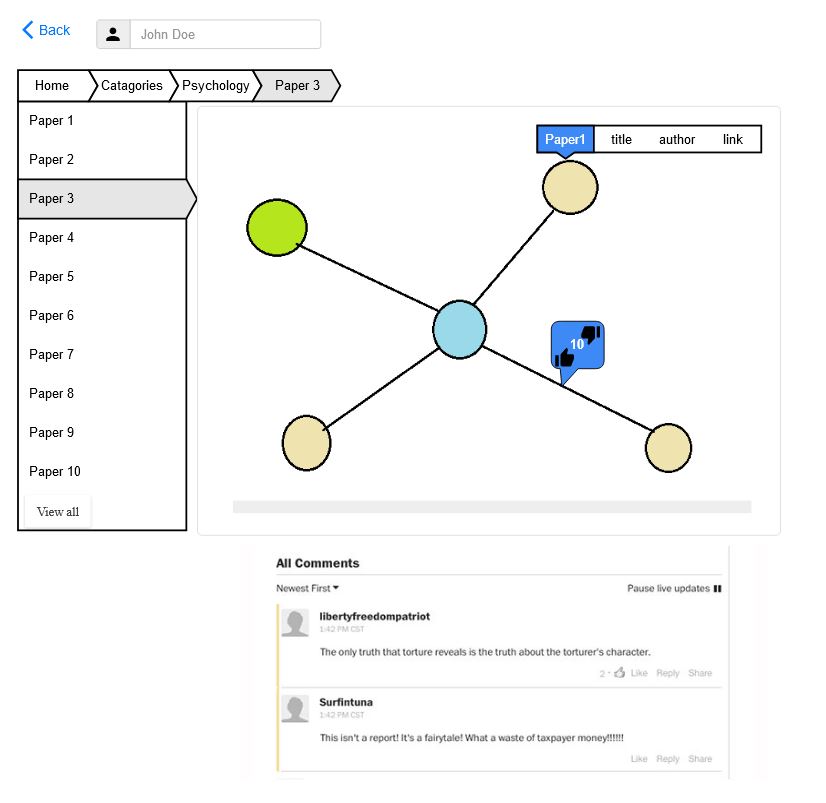 Back
John Doe
Home Catagories Psychology Paper 3
Paper 1
Paper 2
Paper 3
Paper 4
Paper 5
Paper 6
Paper 7
Paper 8
Paper 9
Paper 10
View all
Paper1 title author link
10
All Comments
Newest First Pause live updates
libertyfreedompatriot
1:42 PM CST
The only truth that torture reveals is the truth about the torturer's character.
2 · Like Reply Share
Surfintuna
1:42 PM CST
This isn't a report! It's a fairytale! What a waste of taxpayer money!!!!!!
Like Reply Share